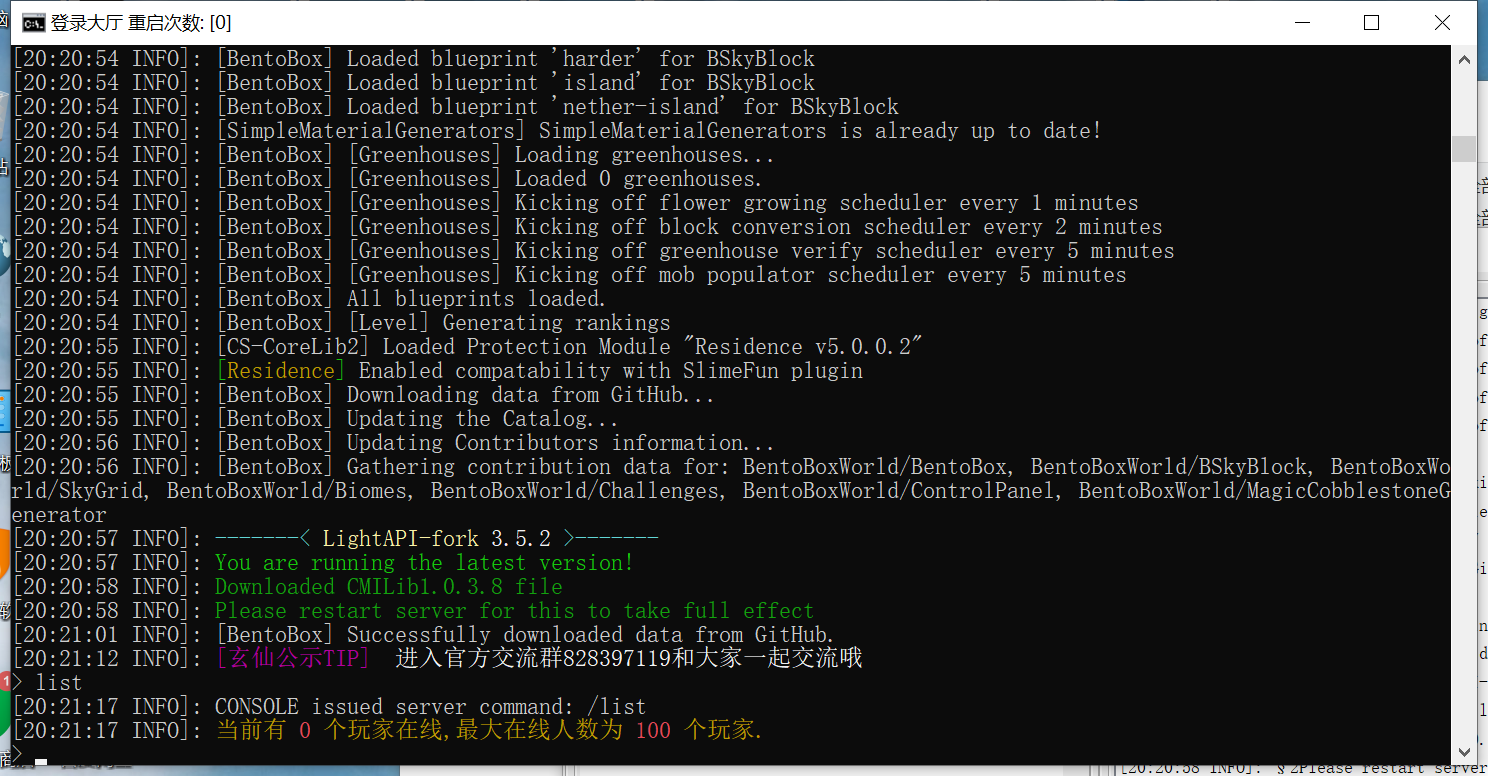 登录大厅 重启次数: [0]
[20:20:54 INFO]: [BentoBox] Loaded blueprint 'harder' for BSkyBlock
[20:20:54 INFO]: [BentoBox] Loaded blueprint 'island' for BSkyBlock
[20:20:54 INFO]: [BentoBox] Loaded blueprint 'nether-island' for BSkyBlock
[20:20:54 INFO]: [SimpleMaterialGenerators] SimpleMaterialGenerators is already up to date!
[20:20:54 INFO]: [BentoBox] [Greenhouses] Loading greenhouses...
[20:20:54 INFO]: [BentoBox] [Greenhouses] Loaded 0 greenhouses.
[20:20:54 INFO]: [BentoBox] [Greenhouses] Kicking off flower growing scheduler every 1 minutes
[20:20:54 INFO]: [BentoBox] [Greenhouses] Kicking off block conversion scheduler every 2 minutes
[20:20:54 INFO]: [BentoBox] [Greenhouses] Kicking off greenhouse verify scheduler every 5 minutes
[20:20:54 INFO]: [BentoBox] [Greenhouses] Kicking off mob populator scheduler every 5 minutes
[20:20:54 INFO]: [BentoBox] All blueprints loaded.
[20:20:54 INFO]: [BentoBox] [Level] Generating rankings
[20:20:55 INFO]: [CS-CoreLib2] Loaded Protection Module "Residence v5.0.0.2"
[20:20:55 INFO]: [Residence] Enabled compatability with SlimeFun plugin
[20:20:55 INFO]: [BentoBox] Downloading data from GitHub...
[20:20:55 INFO]: [BentoBox] Updating the Catalog...
[20:20:56 INFO]: [BentoBox] Updating Contributors information...
[20:20:56 INFO]: [BentoBox] Gathering contribution data for: BentoBoxWorld/BentoBox, BentoBoxWorld/BSkyBlock, BentoBoxWo
rld/SkyGrid, BentoBoxWorld/Biomes, BentoBoxWorld/Challenges, BentoBoxWorld/ControlPanel, BentoBoxWorld/MagicCobblestoneG
enerator
[20:20:57 INFO]: -------< LightAPI-fork 3.5.2 >-------
[20:20:57 INFO]: You are running the latest version!
[20:20:58 INFO]: Downloaded CMILib1.0.3.8 file
[20:20:58 INFO]: Please restart server for this to take full effect
[20:21:01 INFO]: [BentoBox] Successfully downloaded data from GitHub.
[20:21:12 INFO]: [玄仙公示TIP] 进入官方交流群828397119和大家一起交流哦
> list
[20:21:17 INFO]: CONSOLE issued server command: /list
[20:21:17 INFO]: 当前有 0 个玩家在线,最大在线人数为 100 个玩家.
>
[20:20:58 INFO]: §2Please restart server